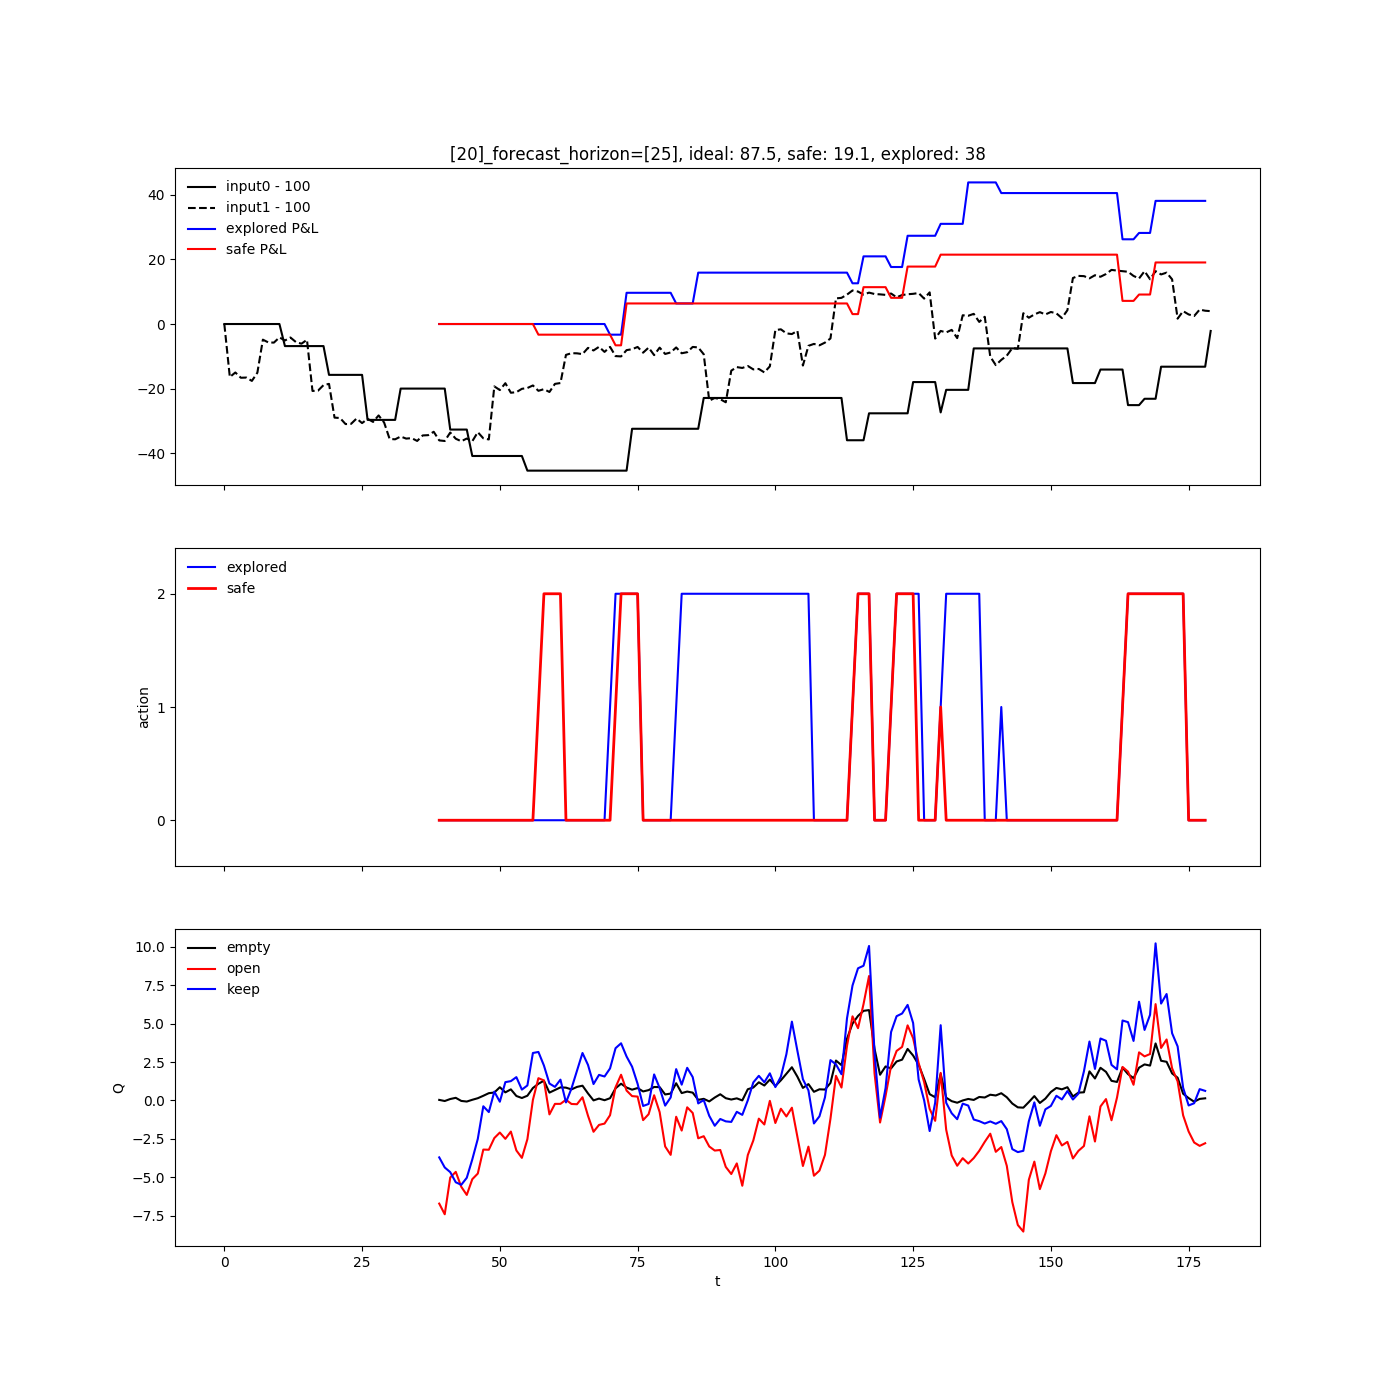 [20]_forecast_horizon=[25], ideal: 87.5, safe: 19.1, explored: 38
input0 - 100
input1 - 100
explored P&L
safe P&L
40
20
0
−20
−40
explored
safe
2
1
0
action
empty
open
keep
10.0
7.5
5.0
2.5
0.0
−2.5
−5.0
−7.5
Q
0 25 50 75 100 125 150 175
t